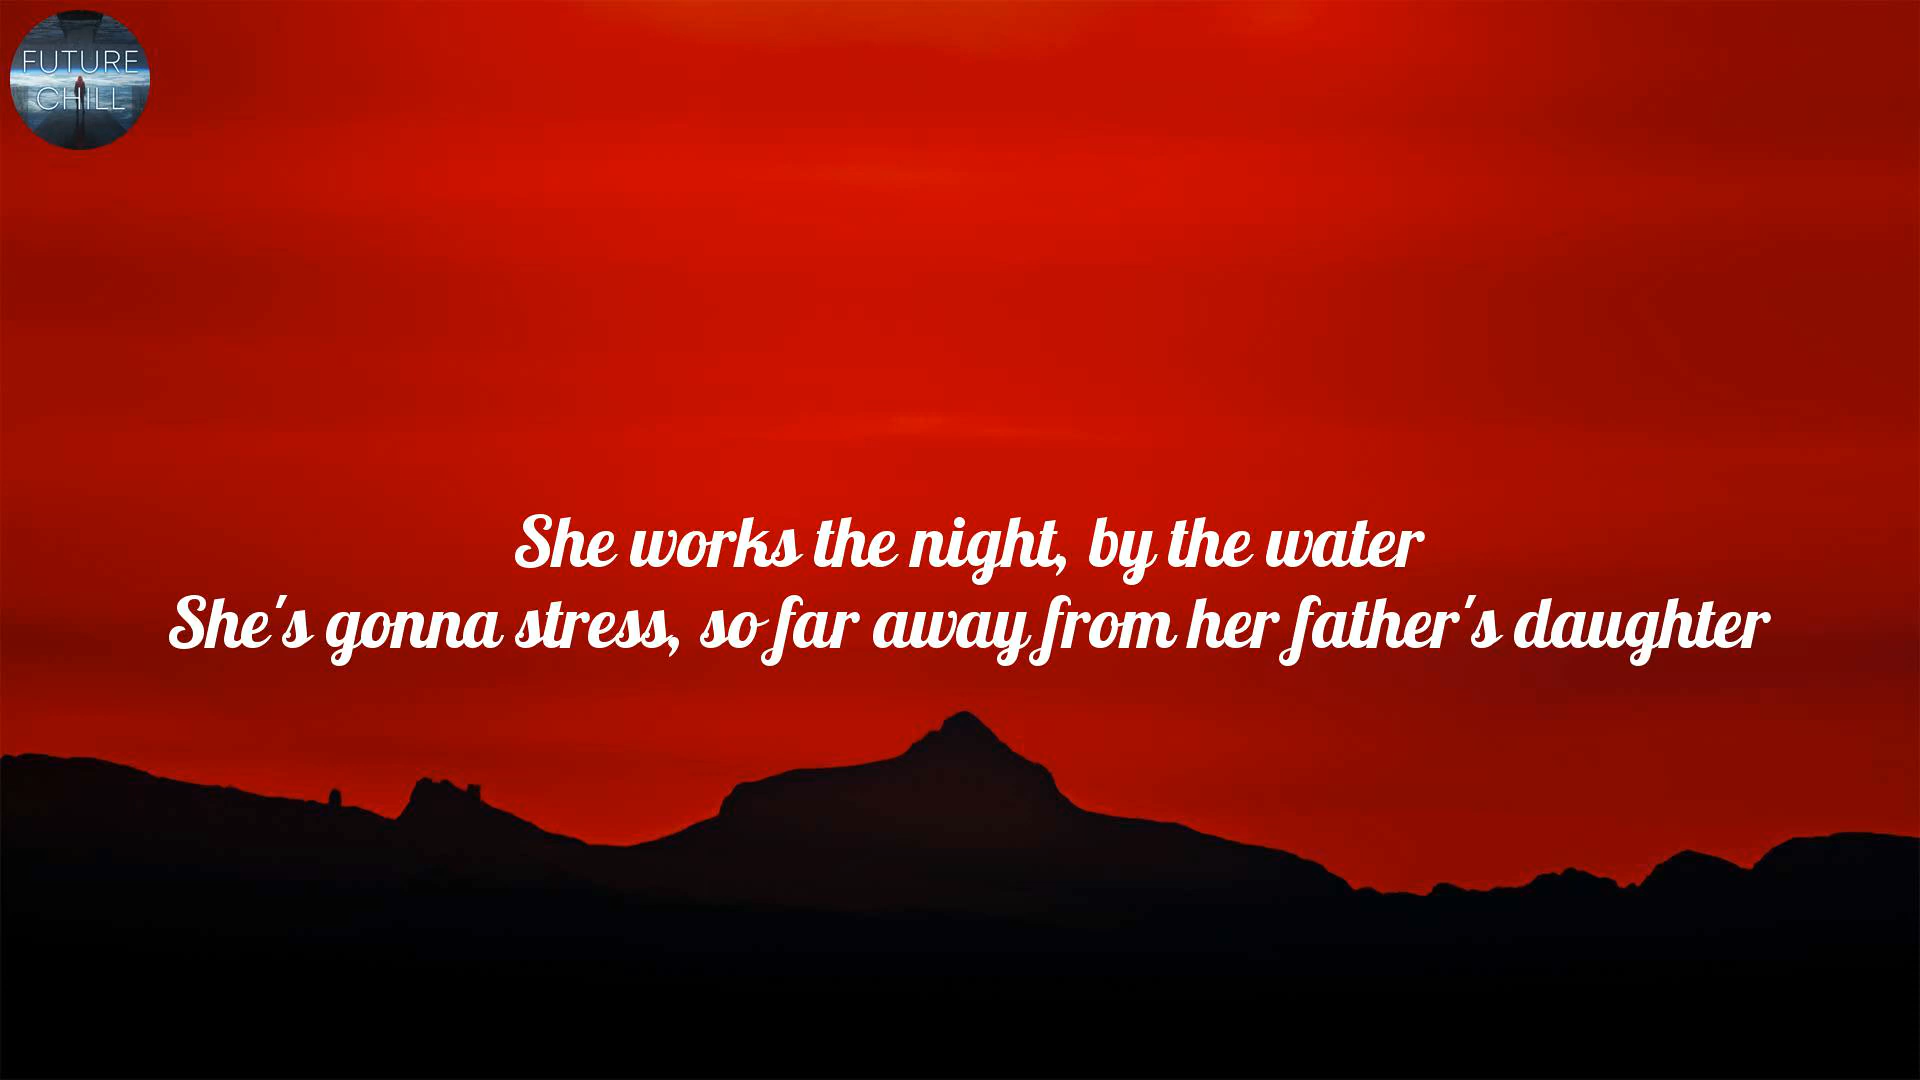 FUTURE
CHILL
She works the night, by the water
She's gonna stress, so far away from her father's daughter